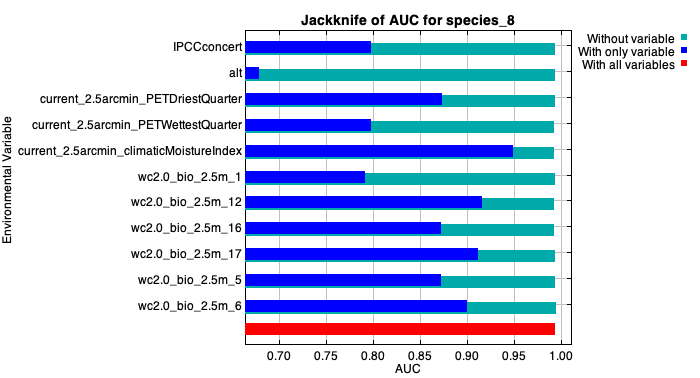 Jackknife of AUC for species_8
Without variable
With only variable
With all variables
Environmental Variable
IPCCconcert
alt
current_2.5arcmin_PETDriestQuarter
current_2.5arcmin_PETWettestQuarter
current_2.5arcmin_climaticMoistureIndex
wc2.0_bio_2.5m_1
wc2.0_bio_2.5m_12
wc2.0_bio_2.5m_16
wc2.0_bio_2.5m_17
wc2.0_bio_2.5m_5
wc2.0_bio_2.5m_6
0.70 0.75 0.80 0.85 0.90 0.95 1.00
AUC